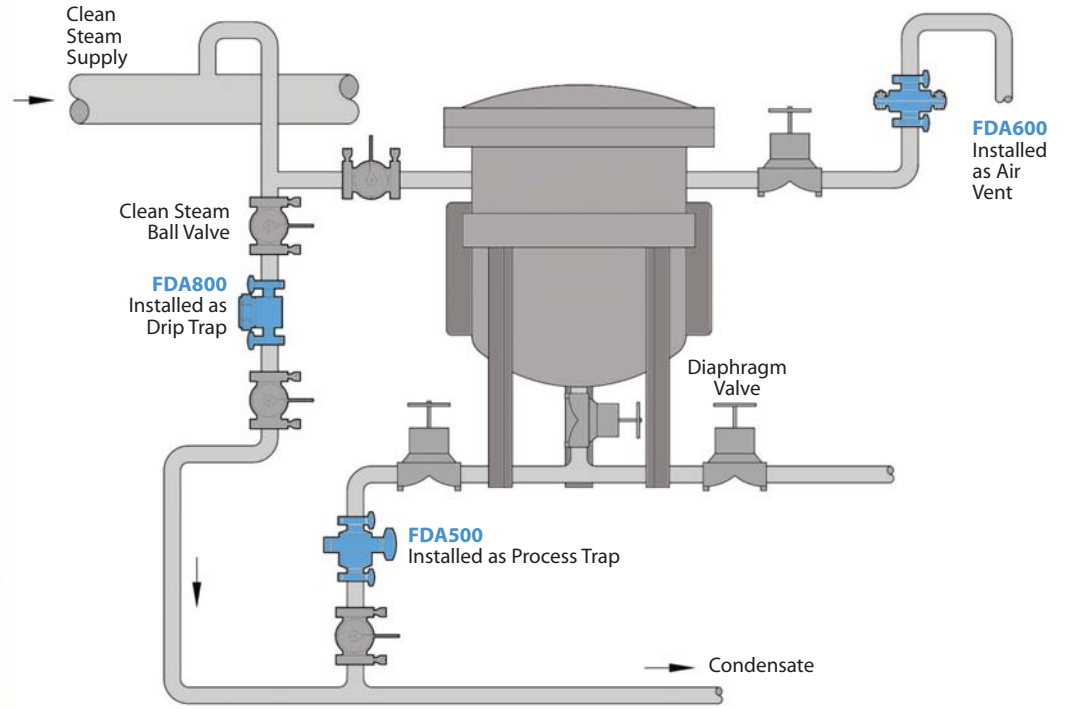 Clean
Steam
Supply
FDA600
Installed
as Air
Vent
Clean Steam
Ball Valve
FDA800
Installed as
Drip Trap
Diaphragm
Valve
FDA500
Installed as Process Trap
Condensate